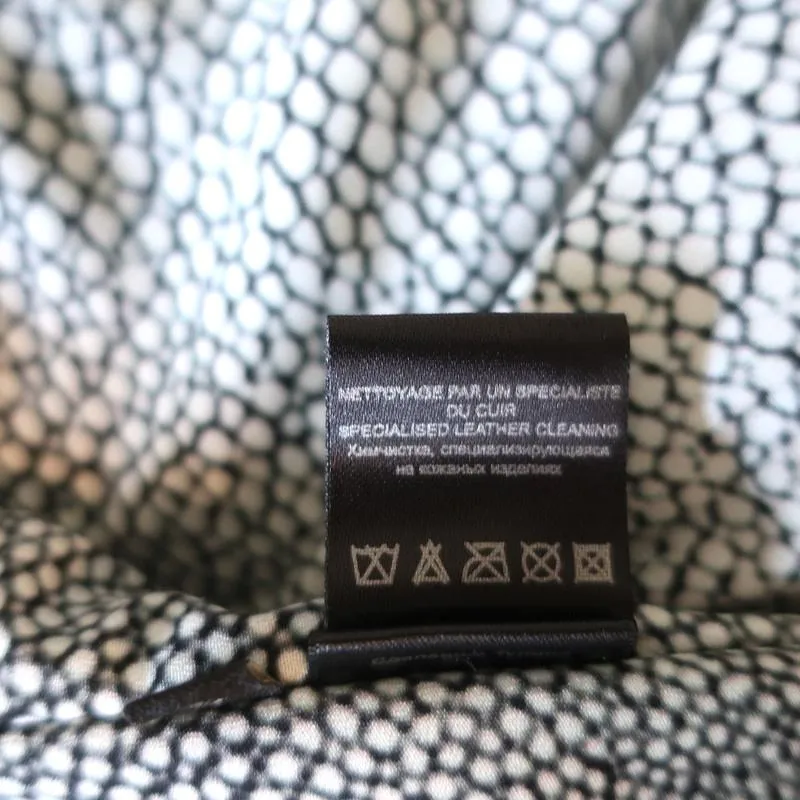 NETTOYAGE PAR UN SPECIALISTE
DU CUIR
SPECIALISED LEATHER CLEANING
Химчистка, специализирующаяся
на кожаных изделиях